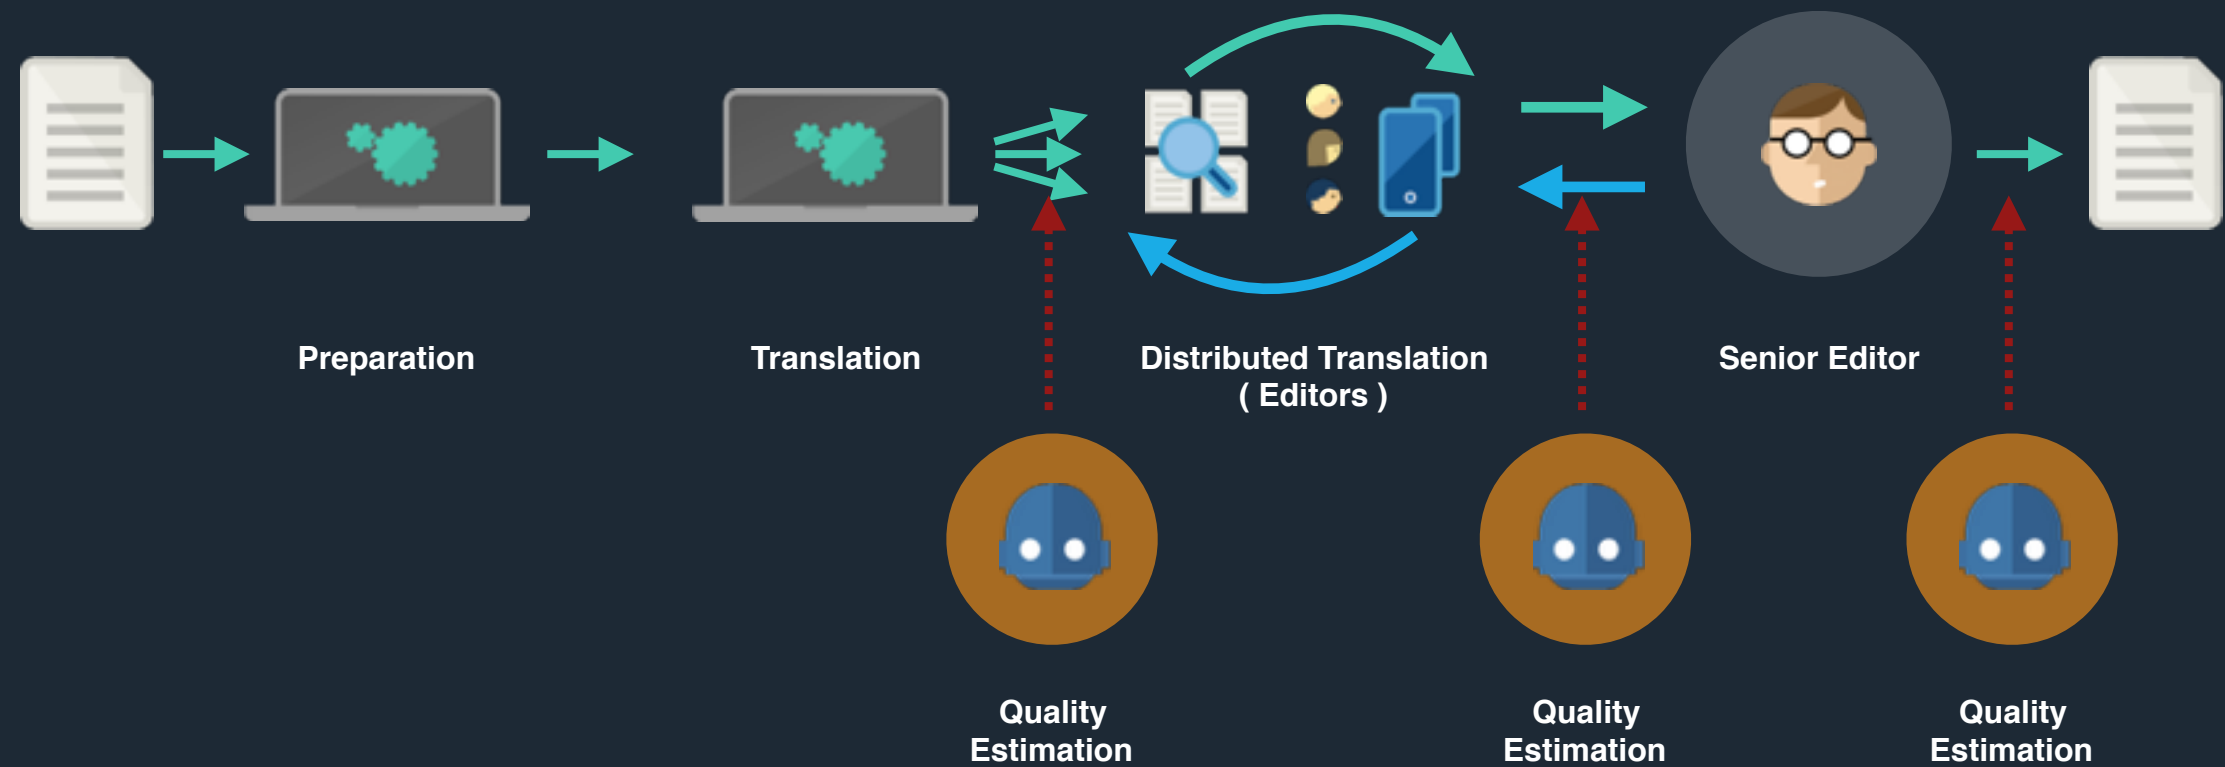 Preparation
Translation
Distributed Translation
( Editors )
Senior Editor
Quality
Estimation
Quality
Estimation
Quality
Estimation